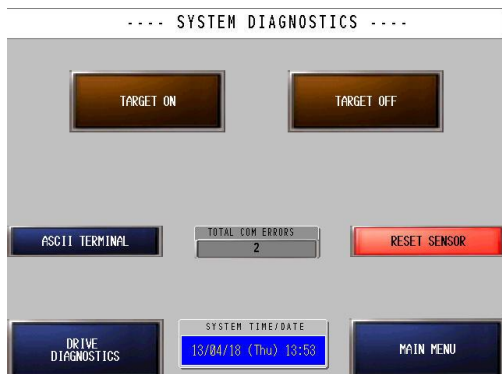 ---- SYSTEM DIAGNOSTICS ----
TARGET ON
TARGET OFF
ASCII TERMINAL
TOTAL COM ERRORS
2
RESET SENSOR
DRIVE
DIAGNOSTICS
SYSTEM TIME/DATE
13/04/18 (Thu) 13:53
MAIN MENU